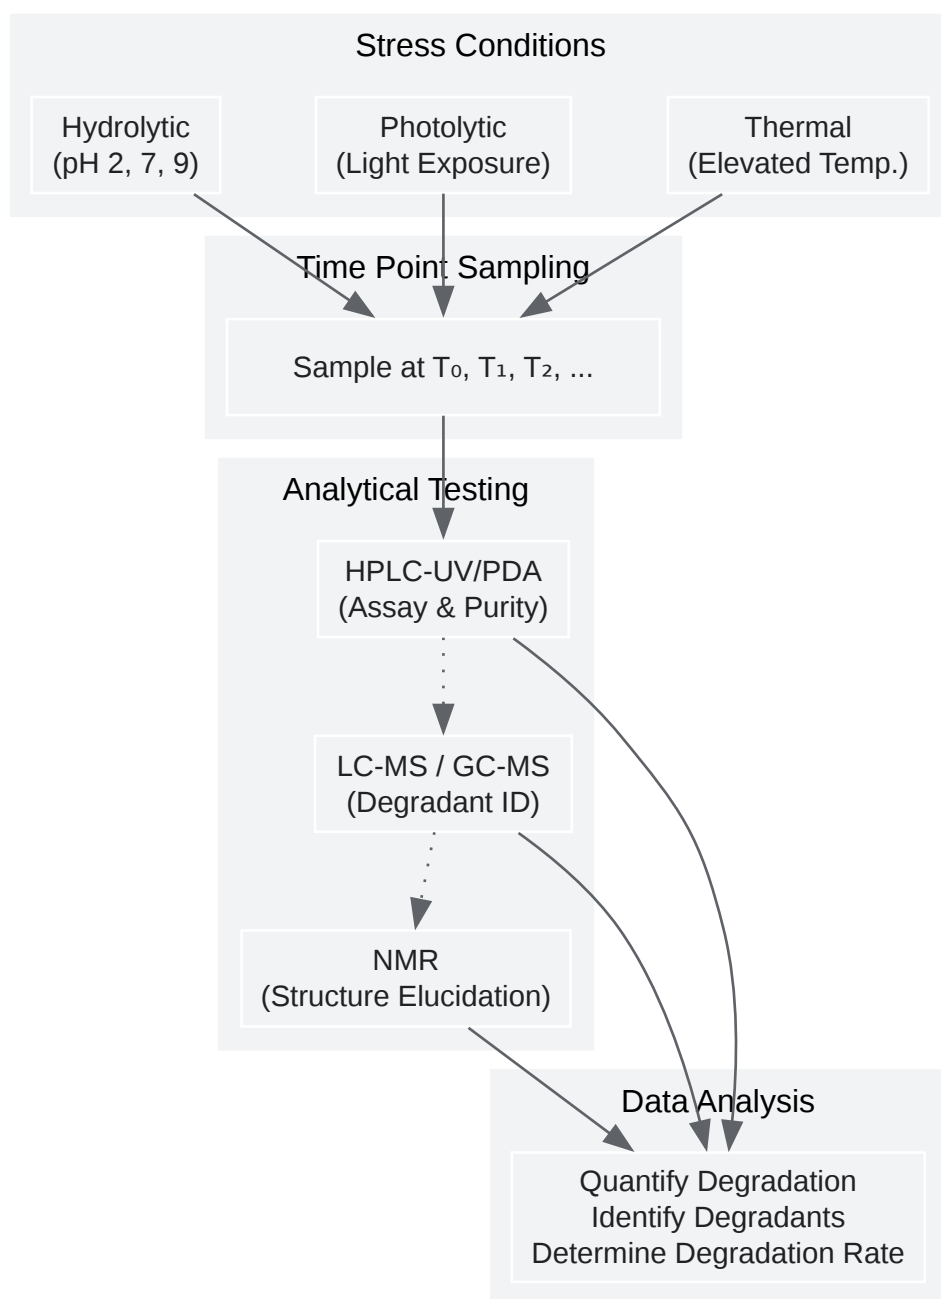 Stress Conditions
Hydrolytic
(pH 2, 7, 9)
Photolytic
(Light Exposure)
Thermal
(Elevated Temp.)
Time Point Sampling
Sample at T₀, T₁, T₂, ...
Analytical Testing
HPLC-UV/PDA
(Assay & Purity)
LC-MS / GC-MS
(Degradant ID)
NMR
(Structure Elucidation)
Data Analysis
Quantify Degradation
Identify Degradants
Determine Degradation Rate